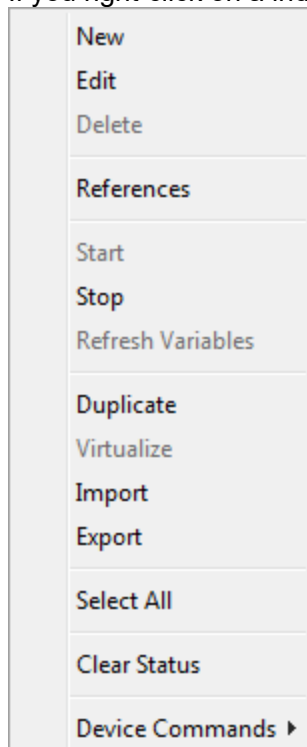 New
Edit
Delete
References
Start
Stop
Refresh Variables
Duplicate
Virtualize
Import
Export
Select All
Clear Status
Device Commands